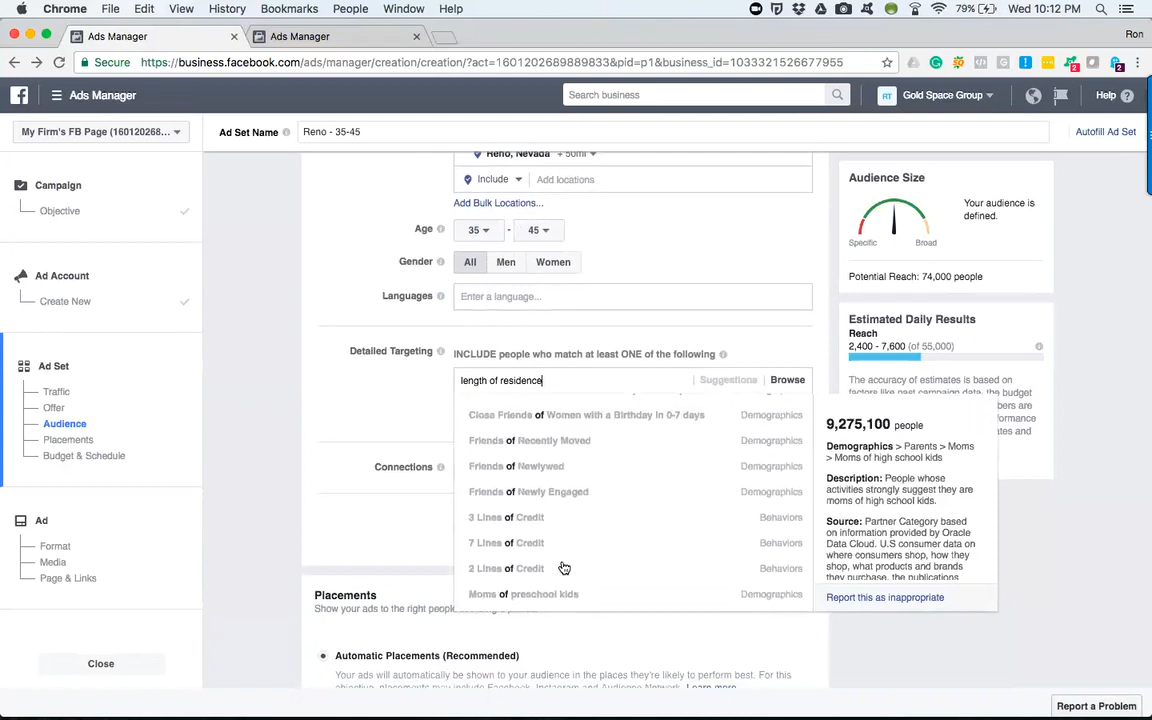 Chrome File Edit View History Bookmarks People Window Help 79% Wed 10:12 PM
Ads Manager Ads Manager Ron
Secure https://business.facebook.com/ads/manager/creation/creation/?act=1601202689889833&pid=p1&business_id=1033321526677955
Ads Manager Search business RT Gold Space Group Help
My Firm's FB Page (160120268... Ad Set Name Reno - 35-45 Autofill Ad Set
Reno, Nevada + 50mi
Include Add locations
Add Bulk Locations...
Age 35 - 45
Gender All Men Women
Languages Enter a language...
Detailed Targeting INCLUDE people who match at least ONE of the following
length of residence Suggestions Browse
Close Friends of Women with a Birthday in 0-7 days Demographics
Friends of Recently Moved Demographics
Friends of Newlywed Demographics
Friends of Newly Engaged Demographics
3 Lines of Credit Behaviors
7 Lines of Credit Behaviors
2 Lines of Credit Behaviors
Moms of preschool kids Demographics
Connections
Campaign
Objective
Ad Account
Create New
Ad Set
Traffic
Offer
Audience
Placements
Budget & Schedule
Ad
Format
Media
Page & Links
Close
Audience Size
Your audience is
defined.
Specific Broad
Potential Reach: 74,000 people
Estimated Daily Results
Reach
2,400 - 7,600 (of 55,000)
The accuracy of estimates is based on
factors like past campaign data, the budget
9,275,100 people
Demographics > Parents > Moms
> Moms of high school kids
Description: People whose
activities strongly suggest they are
moms of high school kids.
Source: Partner Category based
on information provided by Oracle
Data Cloud. U.S consumer data on
where consumers shop, how they
shop, what products and brands
they purchase, the publications
Report this as inappropriate
Placements
Show your ads to the right people
Automatic Placements (Recommended)
Your ads will automatically be shown to your audience in the places they're likely to perform best. For this
objective, placements may include Facebook, Instagram and Audience Network. Learn more.
Report a Problem